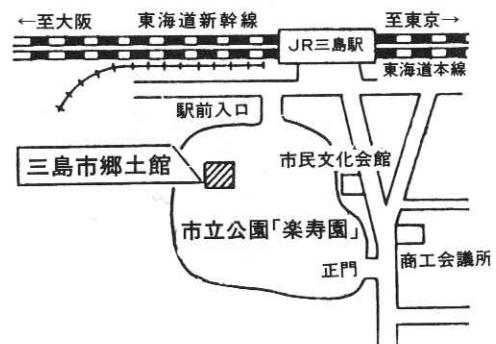 ←至大阪
東海道新幹線
至東京→
JR三島駅
東海道本線
駅前入口
三島市郷土館
市民文化会館
市立公園「楽寿園」
正門
商工会議所